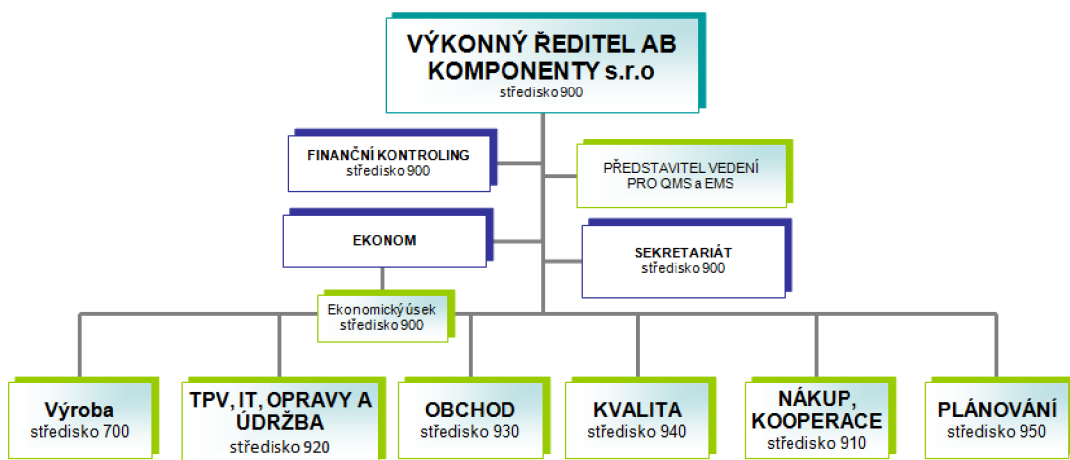 VÝKONNÝ ŘEDITEL AB
KOMPONENTY s.r.o
středisko 900
FINANČNÍ KONTROLING
středisko 900
PŘEDSTAVITEL VEDENÍ
PRO QMS a EMS
EKONOM
SEKRETARIÁT
středisko 900
Ekonomický úsek
středisko 900
Výroba
středisko 700
TPV, IT, OPRAVY A
ÚDRŽBA
středisko 920
OBCHOD
středisko 930
KVALITA
středisko 940
NÁKUP,
KOOPERACE
středisko 910
PLÁNOVÁNÍ
středisko 950